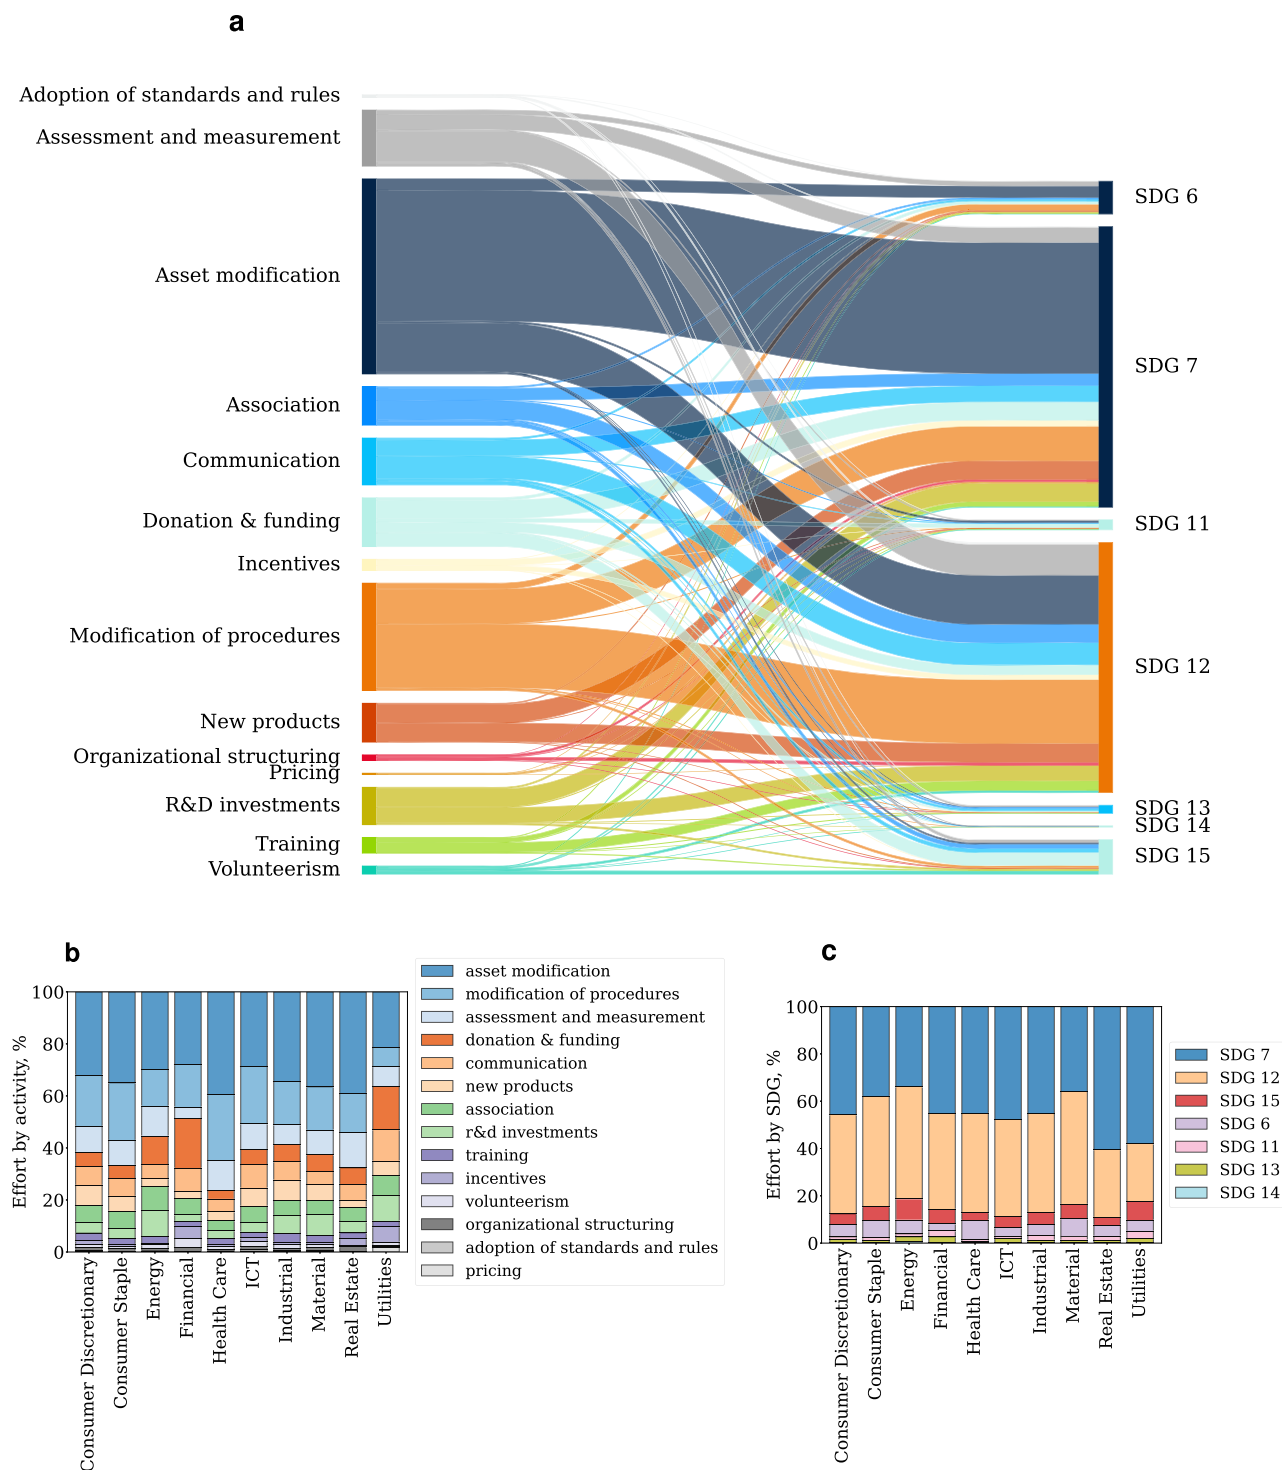 a
Adoption of standards and rules
Assessment and measurement
Asset modification
Association
Communication
Donation & funding
Incentives
Modification of procedures
New products
Organizational structuring
Pricing
R&D investments
Training
Volunteerism
SDG 6
SDG 7
SDG 11
SDG 12
SDG 13
SDG 14
SDG 15
b
Effort by activity, %
100
80
60
40
20
0
Consumer Discretionary
Consumer Staple
Energy
Financial
Health Care
ICT
Industrial
Material
Real Estate
Utilities
asset modification
modification of procedures
assessment and measurement
donation & funding
communication
new products
association
r&d investments
training
incentives
volunteerism
organizational structuring
adoption of standards and rules
pricing
c
Effort by SDG, %
100
80
60
40
20
0
Consumer Discretionary
Consumer Staple
Energy
Financial
Health Care
ICT
Industrial
Material
Real Estate
Utilities
SDG 7
SDG 12
SDG 15
SDG 6
SDG 11
SDG 13
SDG 14